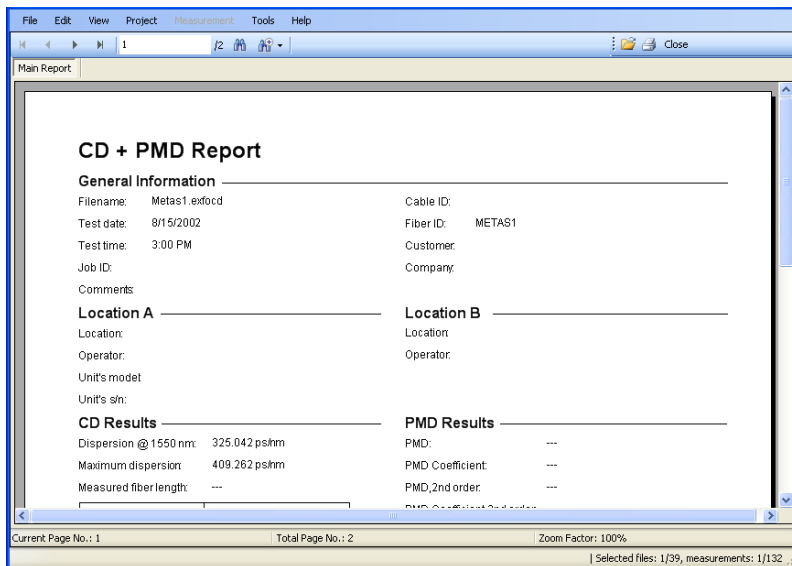 File Edit View Project Measurement Tools Help
1 /2 Close
Main Report
CD + PMD Report
General Information
Filename: Metas1.exfocd Cable ID:
Test date: 8/15/2002 Fiber ID: METAS1
Test time: 3:00 PM Customer:
Job ID: Company:
Comments:
Location A Location B
Location: Location:
Operator: Operator:
Unit's model:
Unit's s/n:
CD Results PMD Results
Dispersion @ 1550 nm: 325.042 ps/nm PMD: ---
Maximum dispersion: 409.262 ps/nm PMD Coefficient: ---
Measured fiber length: --- PMD,2nd order: ---
PMD Coefficient 2nd order:
Current Page No.: 1 Total Page No.: 2 Zoom Factor: 100%
Selected files: 1/39, measurements: 1/132